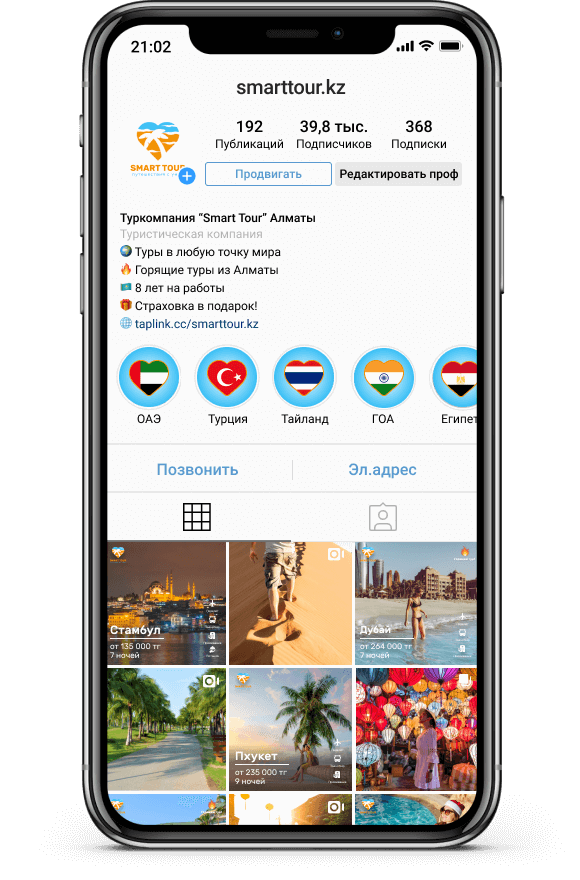 21:02
smarttour.kz
192
39,8 тыс.
368
Публикаций
Подписчиков
Подписки
SMART TOUR
Продвигать
Редактировать проф
Туркомпания “Smart Tour” Алматы
Туристическая компания
Туры в любую точку мира
Горящие туры из Алматы
8 лет на работы
Страховка в подарок!
taplink.cc/smarttour.kz
ОАЭ
Турция
Тайланд
ГОА
Египет
Позвонить
Эл.адрес
Стамбул
от 135 000 тг
7 ночей
Дубай
от 264 000 тг
7 ночей
Пхукет
от 235 000 тг
9 ночей